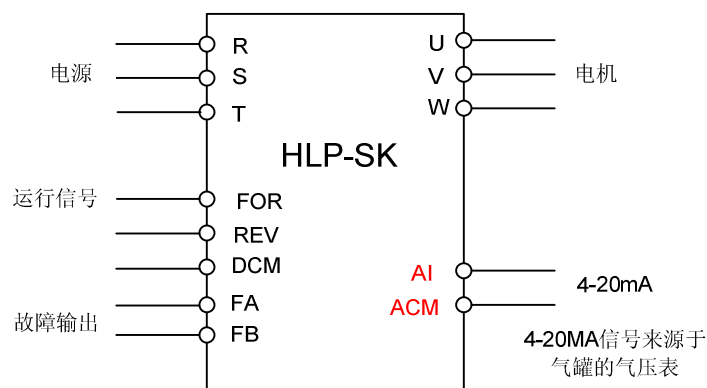 R
电源
S
T
U
V
电机
W
HLP-SK
运行信号
FOR
REV
DCM
故障输出
FA
FB
AI
4-20mA
ACM
4-20MA信号来源于
气罐的气压表